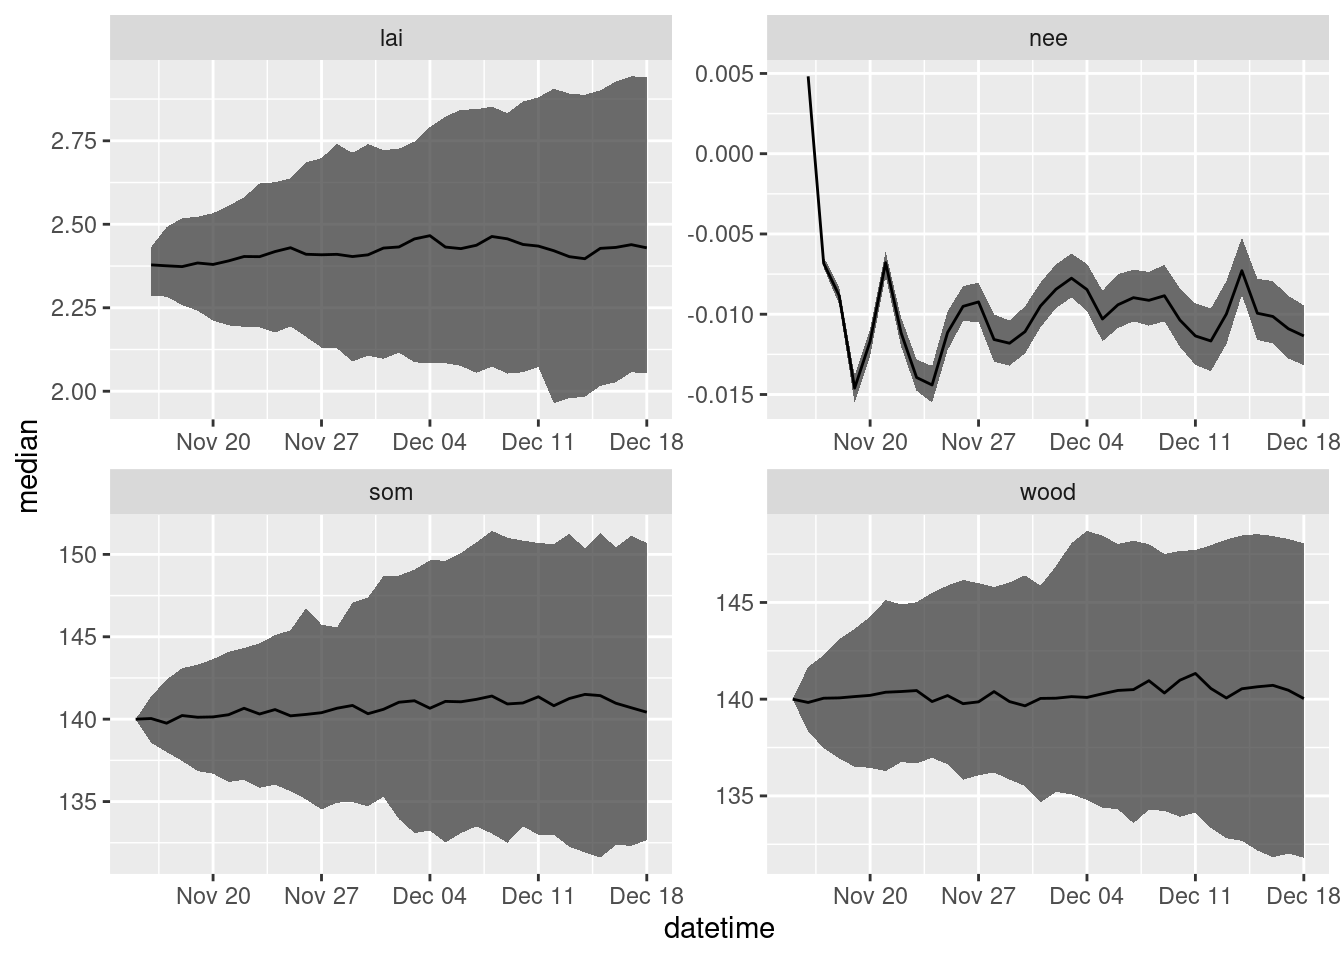 lai
nee
2.75
2.50
2.25
2.00
0.005
0.000
-0.005
-0.010
-0.015
Nov 20 Nov 27 Dec 04 Dec 11 Dec 18
Nov 20 Nov 27 Dec 04 Dec 11 Dec 18
median
som
wood
150
145
140
135
145
140
135
Nov 20 Nov 27 Dec 04 Dec 11 Dec 18
Nov 20 Nov 27 Dec 04 Dec 11 Dec 18
datetime